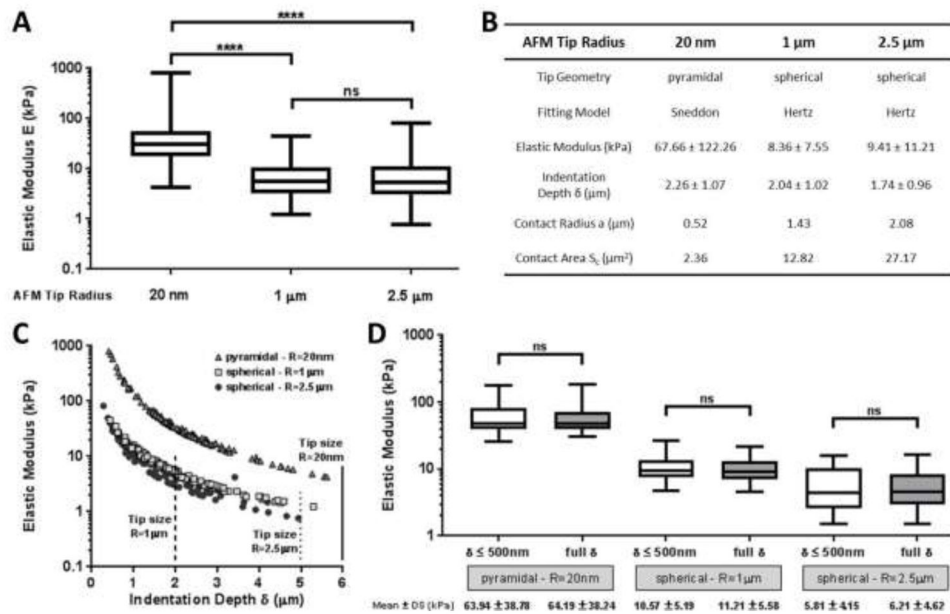 A
****
****
ns
Elastic Modulus E (kPa)
1000
100
10
1
0.1
AFM Tip Radius 20 nm 1 µm 2.5 µm
B
AFM Tip Radius 20 nm 1 µm 2.5 µm
Tip Geometry pyramidal spherical spherical
Fitting Model Sneddon Hertz Hertz
Elastic Modulus (kPa) 67.66 ± 122.26 8.36 ± 7.55 9.41 ± 11.21
Indentation
Depth δ (µm) 2.26 ± 1.07 2.04 ± 1.02 1.74 ± 0.96
Contact Radius a (µm) 0.52 1.43 2.08
Contact Area Sc (µm²) 2.36 12.82 27.17
C
Elastic Modulus (kPa)
1000
100
10
1
0.1
pyramidal - R=20nm
spherical - R=1µm
spherical - R=2.5µm
Tip size
R=20nm
Tip size
R=1µm
Tip size
R=2.5µm
0 1 2 3 4 5 6
Indentation Depth δ (µm)
D
Elastic Modulus (kPa)
1000
100
10
1
ns
ns
ns
δ ≤ 500nm full δ δ ≤ 500nm full δ δ ≤ 500nm full δ
pyramidal - R=20nm spherical - R=1µm spherical - R=2.5µm
Mean ± DS (kPa) 63.94 ±38.78 64.19 ±38.24 10.57 ±5.19 11.21 ±5.58 5.81 ±4.15 6.21 ±4.62